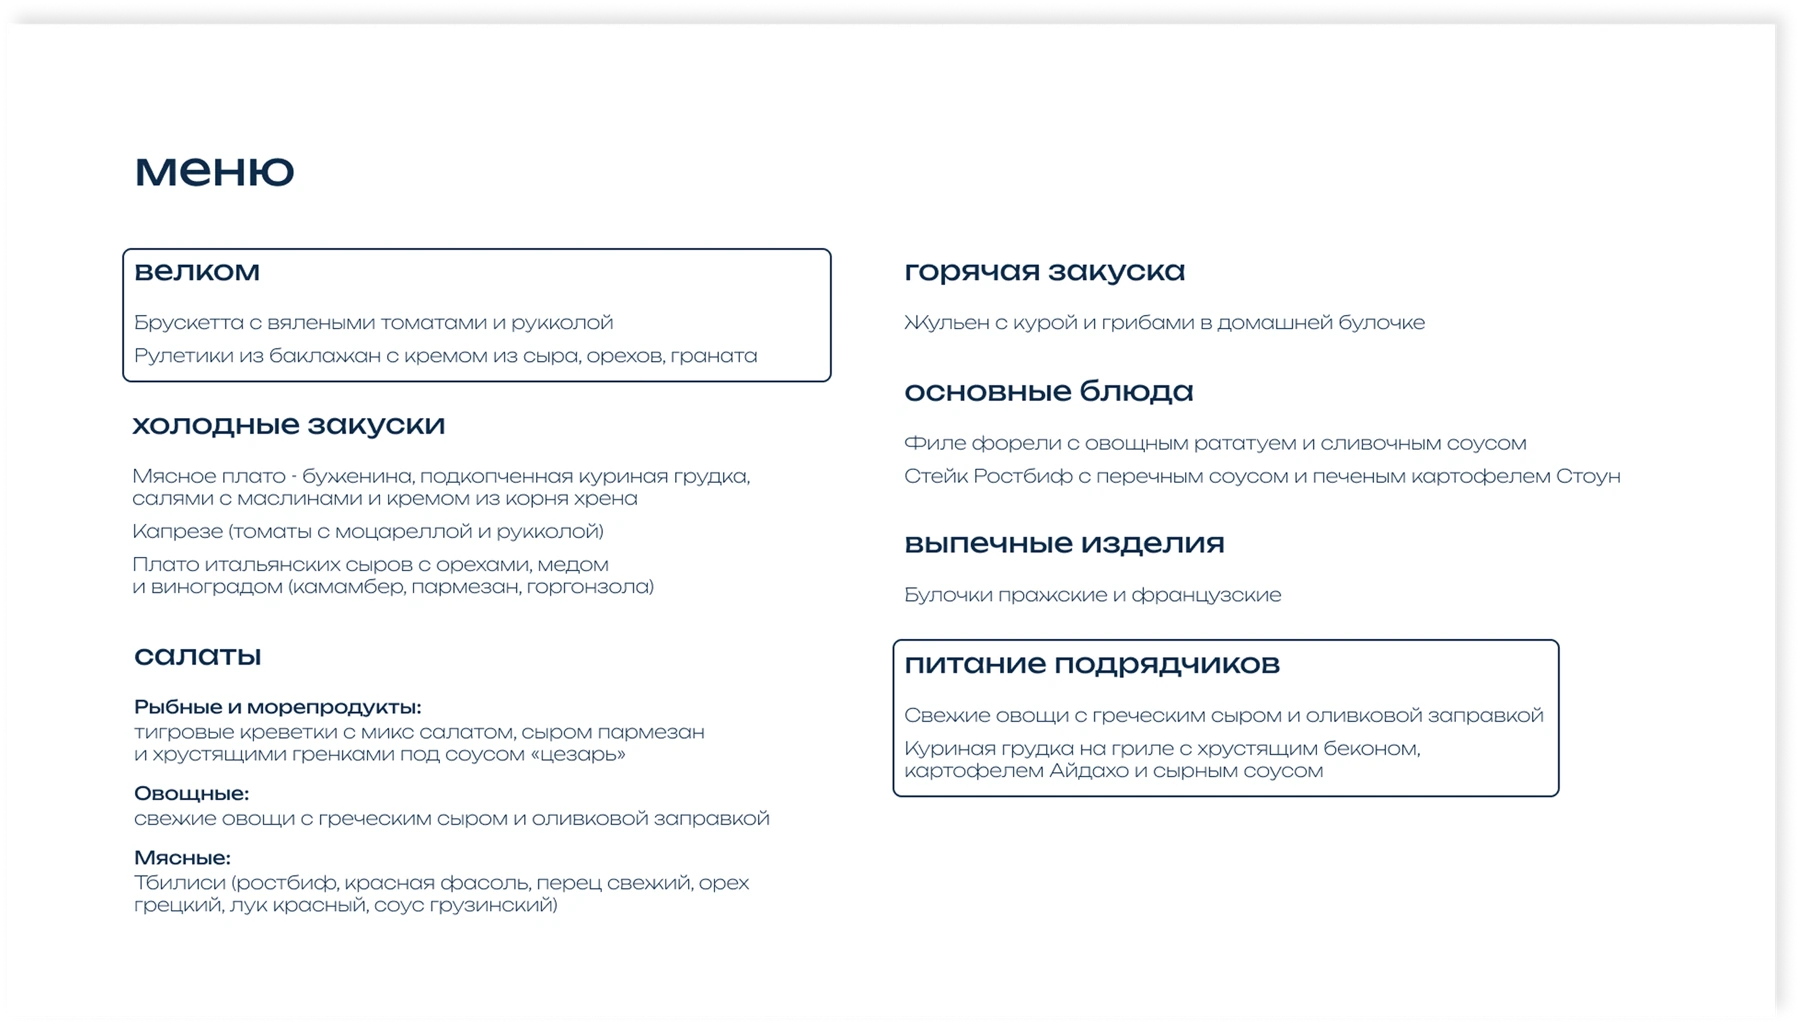 меню
велком
Брускетта с вялеными томатами и рукколой
Рулетики из баклажан с кремом из сыра, орехов, граната
холодные закуски
Мясное плато - буженина, подкопченная куриная грудка,
салями с маслинами и кремом из корня хрена
Капрезе (томаты с моцареллой и рукколой)
Плато итальянских сыров с орехами, медом
и виноградом (камамбер, пармезан, горгонзола)
салаты
Рыбные и морепродукты:
тигровые креветки с микс салатом, сыром пармезан
и хрустящими гренками под соусом «цезарь»
Овощные:
свежие овощи с греческим сыром и оливковой заправкой
Мясные:
Тбилиси (ростбиф, красная фасоль, перец свежий, орех
грецкий, лук красный, соус грузинский)
горячая закуска
Жульен с курой и грибами в домашней булочке
основные блюда
Филе форели с овощным рататуем и сливочным соусом
Стейк Ростбиф с перечным соусом и печеным картофелем Стоун
выпечные изделия
Булочки пражские и французские
питание подрядчиков
Свежие овощи с греческим сыром и оливковой заправкой
Куриная грудка на гриле с хрустящим беконом,
картофелем Айдахо и сырным соусом